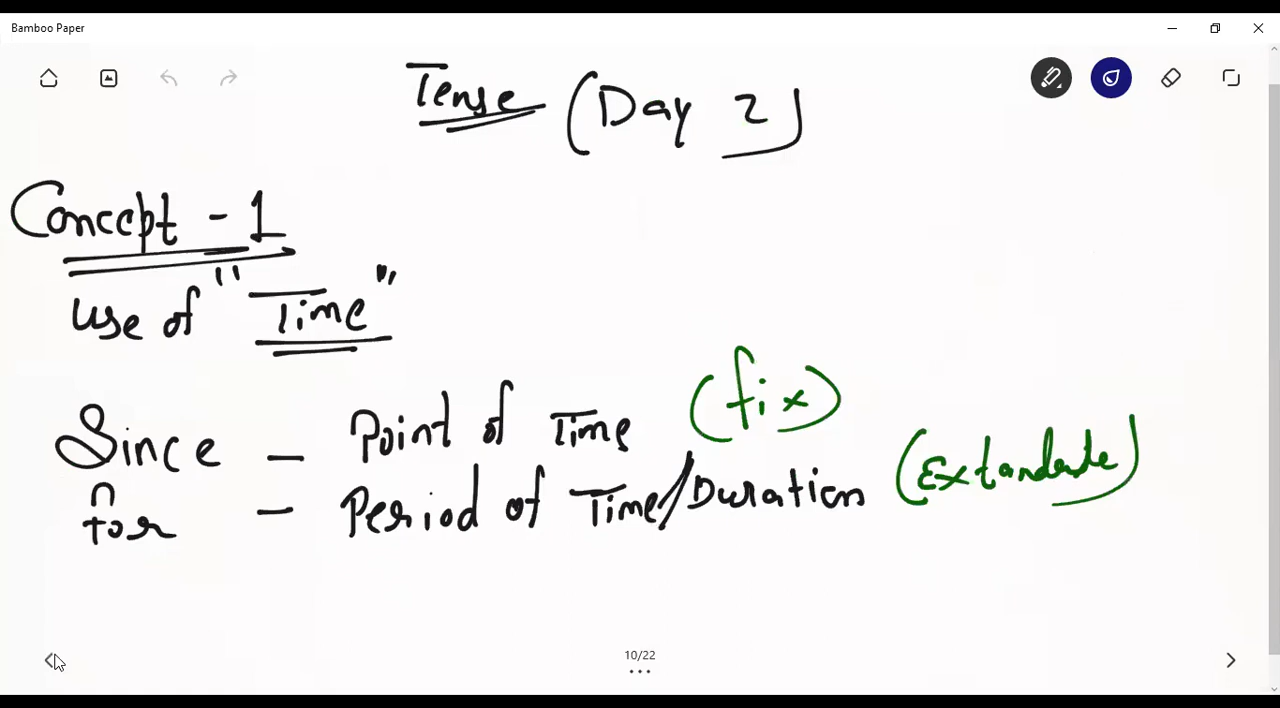 Bamboo Paper
Tense (Day 2)
Concept - 1
use of "Time"
Since - Point of Time (fix)
for - Period of Time/Duration (Extandade)
10/22